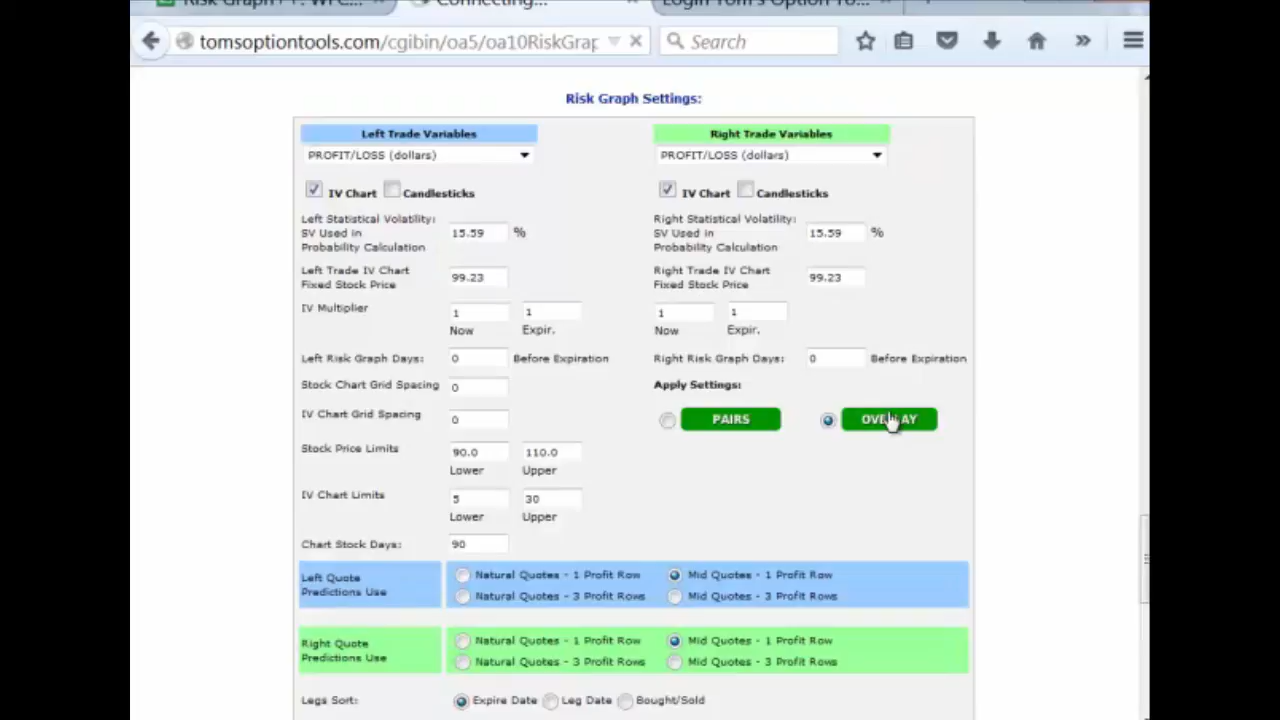 Risk Graph++: WFC...
Connecting...
Login Tom's Option To...
tomsoptiontools.com/cgibin/oa5/oa10RiskGrap
Search
Risk Graph Settings:
Left Trade Variables
Right Trade Variables
PROFIT/LOSS (dollars)
PROFIT/LOSS (dollars)
IV Chart Candlesticks
IV Chart Candlesticks
Left Statistical Volatility:
SV Used in
Probability Calculation
15.59 %
Right Statistical Volatility:
SV Used in
Probability Calculation
15.59 %
Left Trade IV Chart
Fixed Stock Price
99.23
Right Trade IV Chart
Fixed Stock Price
99.23
IV Multiplier
1 1
Now Expir.
1 1
Now Expir.
Left Risk Graph Days: 0 Before Expiration
Right Risk Graph Days: 0 Before Expiration
Stock Chart Grid Spacing 0
Apply Settings:
IV Chart Grid Spacing 0
PAIRS
OVERLAY
Stock Price Limits 90.0 110.0
Lower Upper
IV Chart Limits 5 30
Lower Upper
Chart Stock Days: 90
Left Quote
Predictions Use
Natural Quotes - 1 Profit Row Mid Quotes - 1 Profit Row
Natural Quotes - 3 Profit Rows Mid Quotes - 3 Profit Rows
Right Quote
Predictions Use
Natural Quotes - 1 Profit Row Mid Quotes - 1 Profit Row
Natural Quotes - 3 Profit Rows Mid Quotes - 3 Profit Rows
Legs Sort: Expire Date Leg Date Bought/Sold